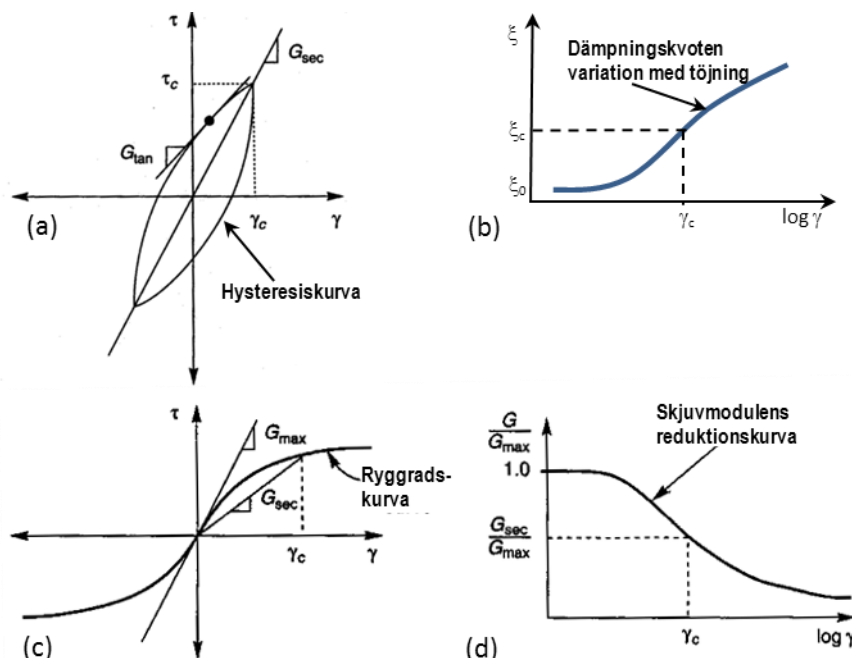 τ
G_sec
τ_c
G_tan
γ_c
γ
(a)
Hysteresiskurva
ξ
Dämpningskvoten
variation med töjning
ξ_c
ξ_0
γ_c
log γ
(b)
τ
G_max
Ryggrads-
kurva
G_sec
γ_c
γ
(c)
G
G_max
Skjuvmodulens
reduktionskurva
1.0
G_sec
G_max
γ_c
log γ
(d)